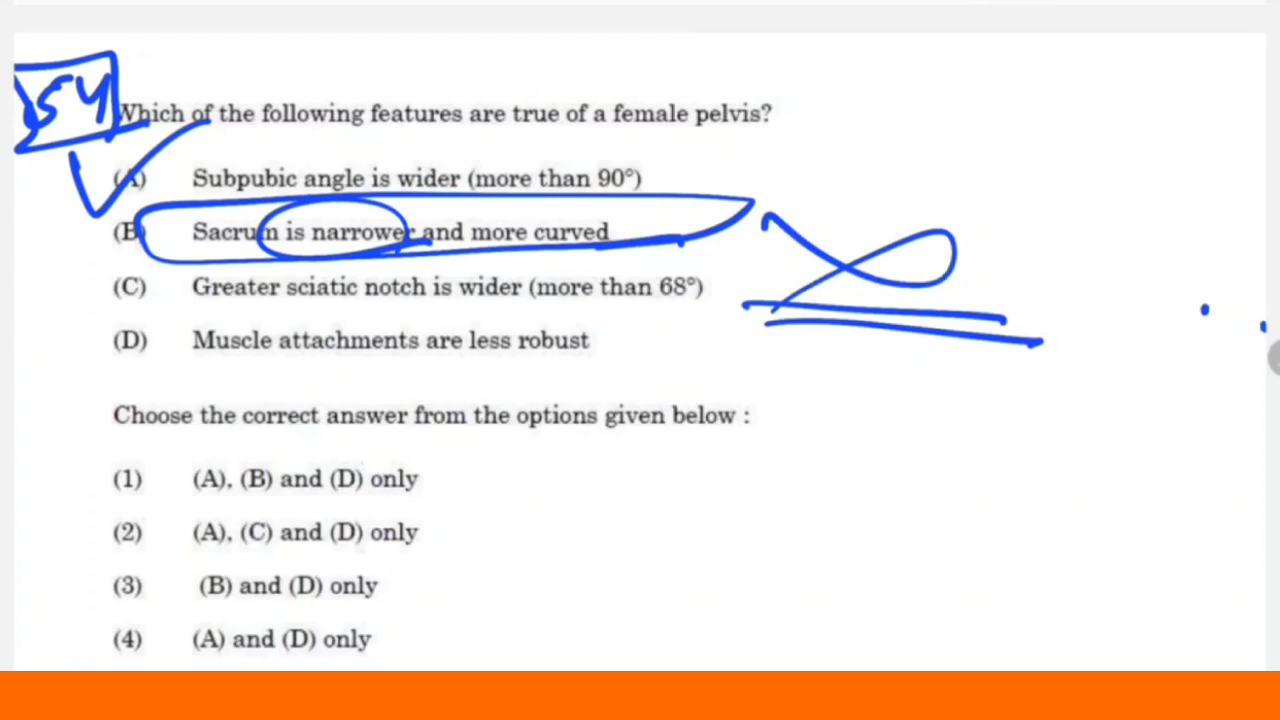 54
Which of the following features are true of a female pelvis?
(A) Subpubic angle is wider (more than 90°)
(B) Sacrum is narrower and more curved
(C) Greater sciatic notch is wider (more than 68°)
(D) Muscle attachments are less robust
Choose the correct answer from the options given below :
(1) (A), (B) and (D) only
(2) (A), (C) and (D) only
(3) (B) and (D) only
(4) (A) and (D) only